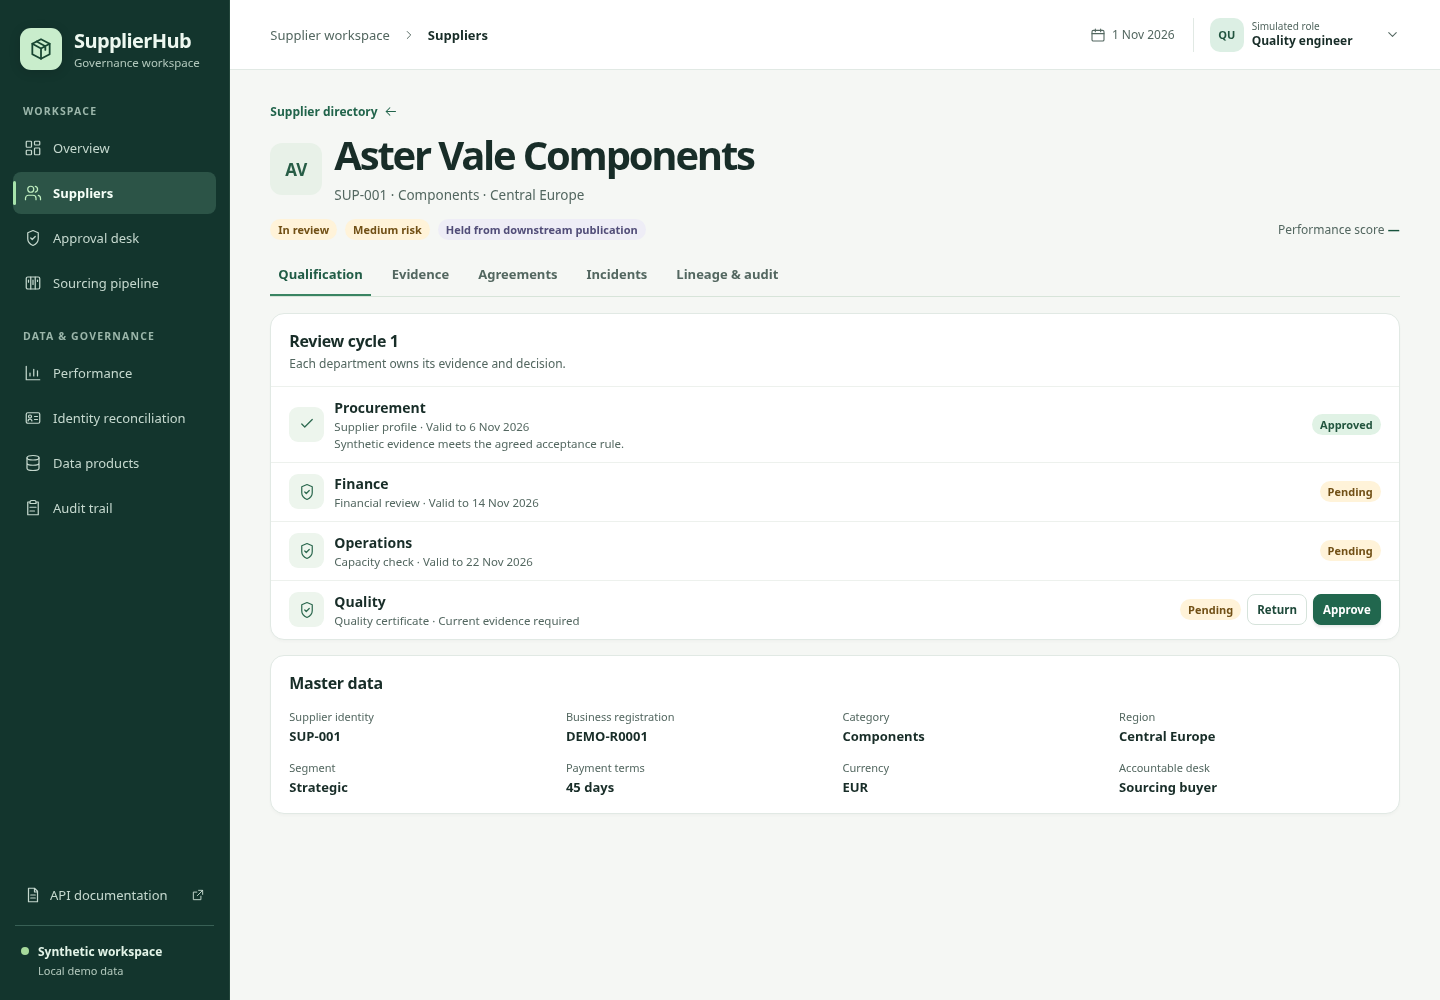 SupplierHub
Governance workspace
WORKSPACE
Overview
Suppliers
Approval desk
Sourcing pipeline
DATA & GOVERNANCE
Performance
Identity reconciliation
Data products
Audit trail
API documentation
Synthetic workspace
Local demo data
Supplier workspace
Suppliers
1 Nov 2026
QU
Simulated role
Quality engineer
Supplier directory
AV
Aster Vale Components
SUP-001 · Components · Central Europe
In review
Medium risk
Held from downstream publication
Performance score —
Qualification
Evidence
Agreements
Incidents
Lineage & audit
Review cycle 1
Each department owns its evidence and decision.
Procurement
Supplier profile · Valid to 6 Nov 2026
Synthetic evidence meets the agreed acceptance rule.
Approved
Finance
Financial review · Valid to 14 Nov 2026
Pending
Operations
Capacity check · Valid to 22 Nov 2026
Pending
Quality
Quality certificate · Current evidence required
Pending
Return
Approve
Master data
Supplier identity
SUP-001
Business registration
DEMO-R0001
Category
Components
Region
Central Europe
Segment
Strategic
Payment terms
45 days
Currency
EUR
Accountable desk
Sourcing buyer